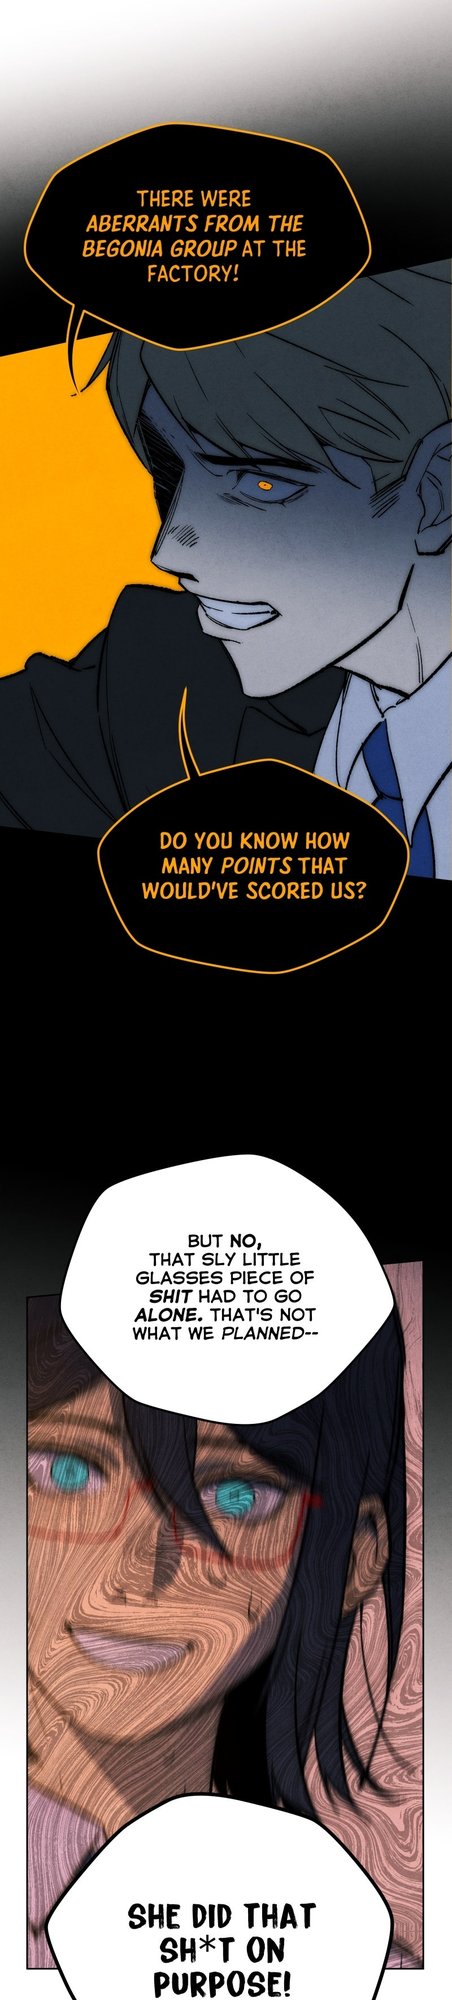 THERE WERE
ABERRANTS FROM THE
BEGONIA GROUP AT THE
FACTORY!
DO YOU KNOW HOW
MANY POINTS THAT
WOULD'VE SCORED US?
BUT NO,
THAT SLY LITTLE
GLASSES PIECE OF
SHIT HAD TO GO
ALONE. THAT'S NOT
WHAT WE PLANNED--
SHE DID THAT
SH*T ON
PURPOSE!